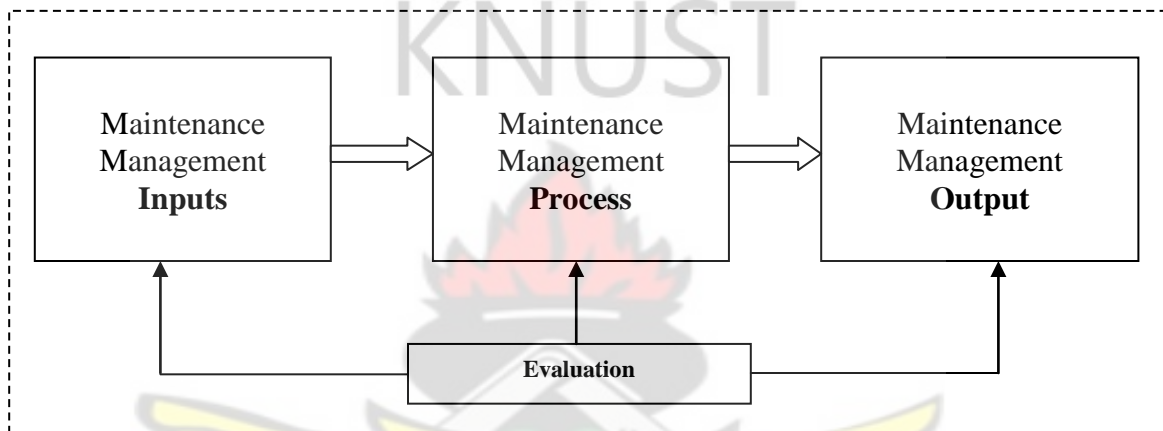 KNUST
Maintenance
Management
Inputs
Maintenance
Management
Process
Maintenance
Management
Output
Evaluation